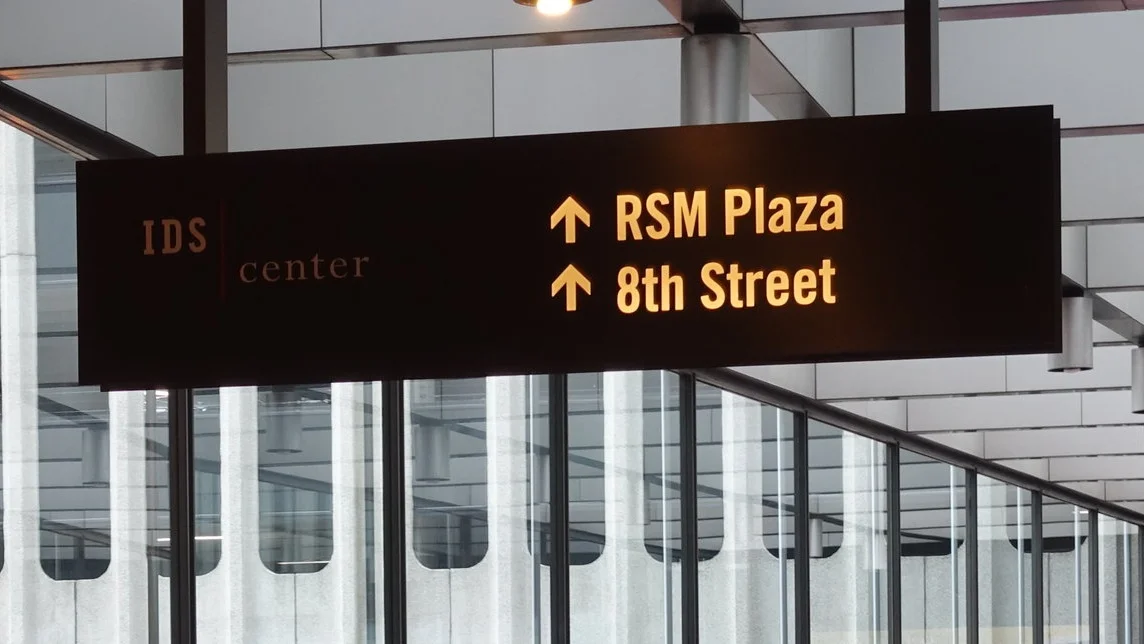 IDS
center
↑ RSM Plaza
↑ 8th Street